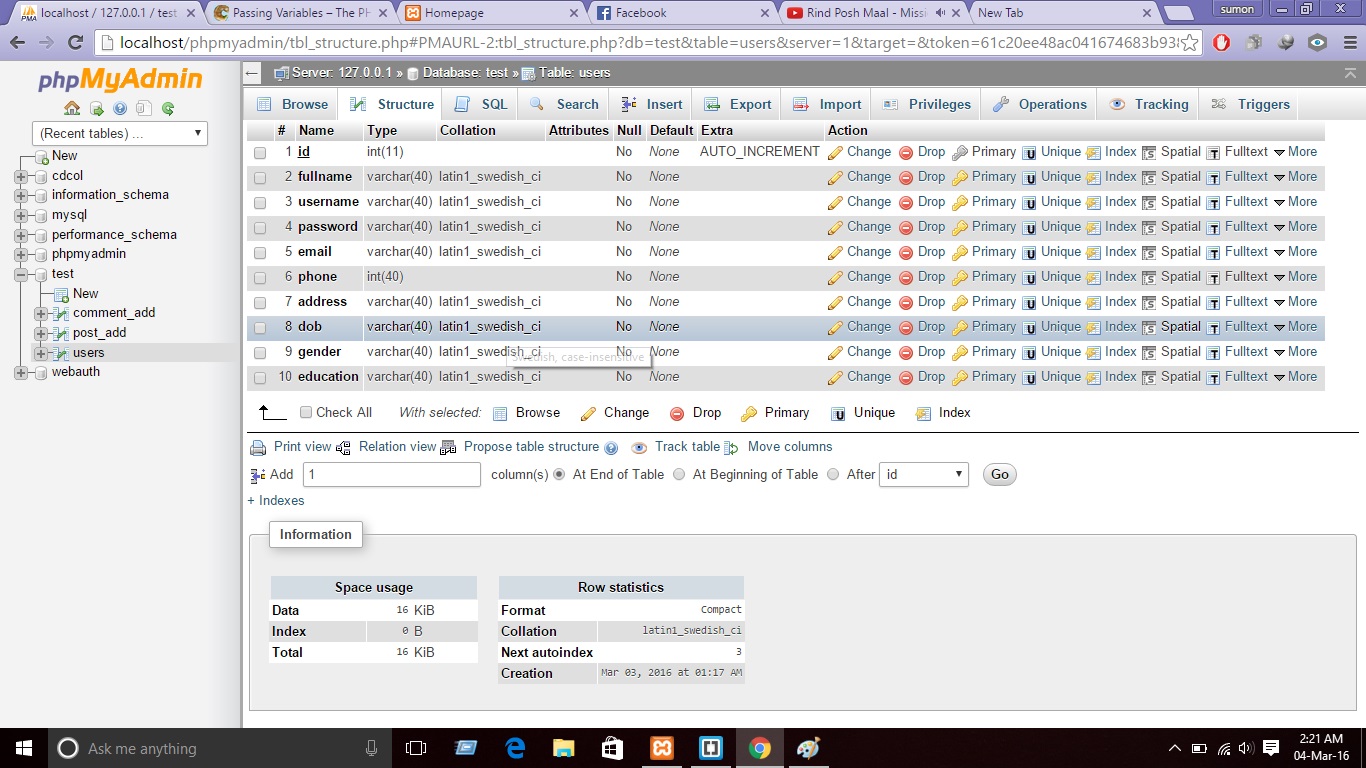 localhost / 127.0.0.1 / test
Passing Variables – The PH
Homepage
Facebook
Rind Posh Maal - Missi
New Tab
sumon
localhost/phpmyadmin/tbl_structure.php#PMAURL-2:tbl_structure.php?db=test&table=users&server=1&target=&token=61c20ee48ac041674683b93
phpMyAdmin
(Recent tables) ...
New
cdcol
information_schema
mysql
performance_schema
phpmyadmin
test
New
comment_add
post_add
users
webauth
Server: 127.0.0.1 » Database: test » Table: users
Browse Structure SQL Search Insert Export Import Privileges Operations Tracking Triggers
# Name Type Collation Attributes Null Default Extra Action
1 id int(11) No None AUTO_INCREMENT Change Drop Primary Unique Index Spatial Fulltext More
2 fullname varchar(40) latin1_swedish_ci No None Change Drop Primary Unique Index Spatial Fulltext More
3 username varchar(40) latin1_swedish_ci No None Change Drop Primary Unique Index Spatial Fulltext More
4 password varchar(40) latin1_swedish_ci No None Change Drop Primary Unique Index Spatial Fulltext More
5 email varchar(40) latin1_swedish_ci No None Change Drop Primary Unique Index Spatial Fulltext More
6 phone int(40) No None Change Drop Primary Unique Index Spatial Fulltext More
7 address varchar(40) latin1_swedish_ci No None Change Drop Primary Unique Index Spatial Fulltext More
8 dob varchar(40) latin1_swedish_ci No None Change Drop Primary Unique Index Spatial Fulltext More
9 gender varchar(40) latin1_swedish_ci No None Change Drop Primary Unique Index Spatial Fulltext More
Swedish, case-insensitive
10 education varchar(40) latin1_swedish_ci No None Change Drop Primary Unique Index Spatial Fulltext More
Check All With selected: Browse Change Drop Primary Unique Index
Print view Relation view Propose table structure Track table Move columns
Add 1 column(s) At End of Table At Beginning of Table After id Go
+ Indexes
Information
Space usage
Data 16 KiB
Index 0 B
Total 16 KiB
Row statistics
Format Compact
Collation latin1_swedish_ci
Next autoindex 3
Creation Mar 03, 2016 at 01:17 AM
Ask me anything
2:21 AM
04-Mar-16